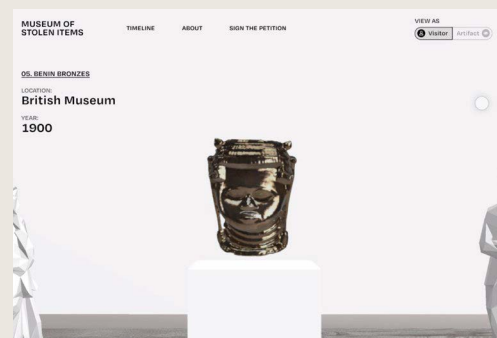 MUSEUM OF
STOLEN ITEMS
TIMELINE
ABOUT
SIGN THE PETITION
VIEW AS
Visitor
Artifact
05. BENIN BRONZES
LOCATION:
British Museum
YEAR:
1900